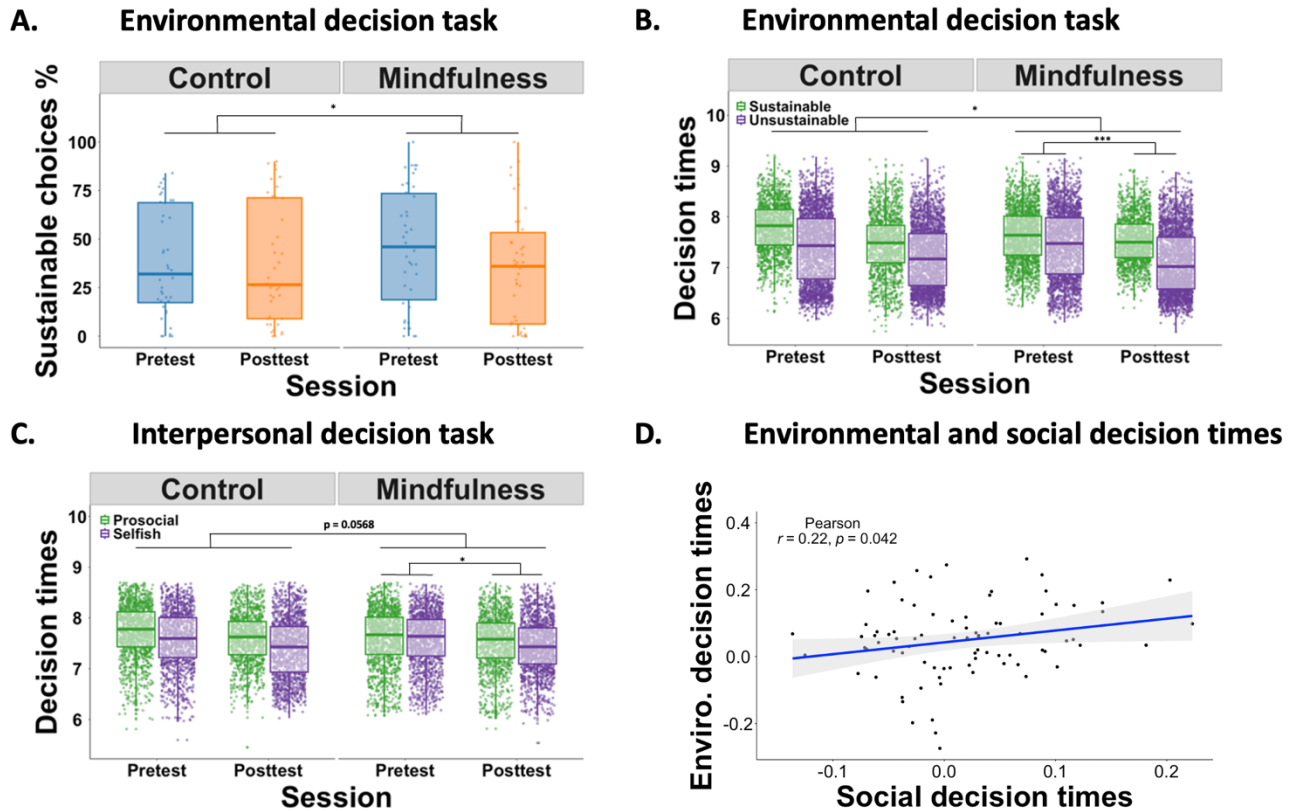 A. Environmental decision task
Control Mindfulness
*
Sustainable choices %
100
75
50
25
0
Pretest Posttest Pretest Posttest
Session
B. Environmental decision task
Control Mindfulness
Sustainable
Unsustainable
*
***
Decision times
10
9
8
7
6
Pretest Posttest Pretest Posttest
Session
C. Interpersonal decision task
Control Mindfulness
Prosocial
Selfish
p = 0.0568
*
Decision times
10
9
8
7
6
Pretest Posttest Pretest Posttest
Session
D. Environmental and social decision times
Pearson
r = 0.22, p = 0.042
Enviro. decision times
0.4
0.2
0.0
-0.2
-0.1 0.0 0.1 0.2
Social decision times